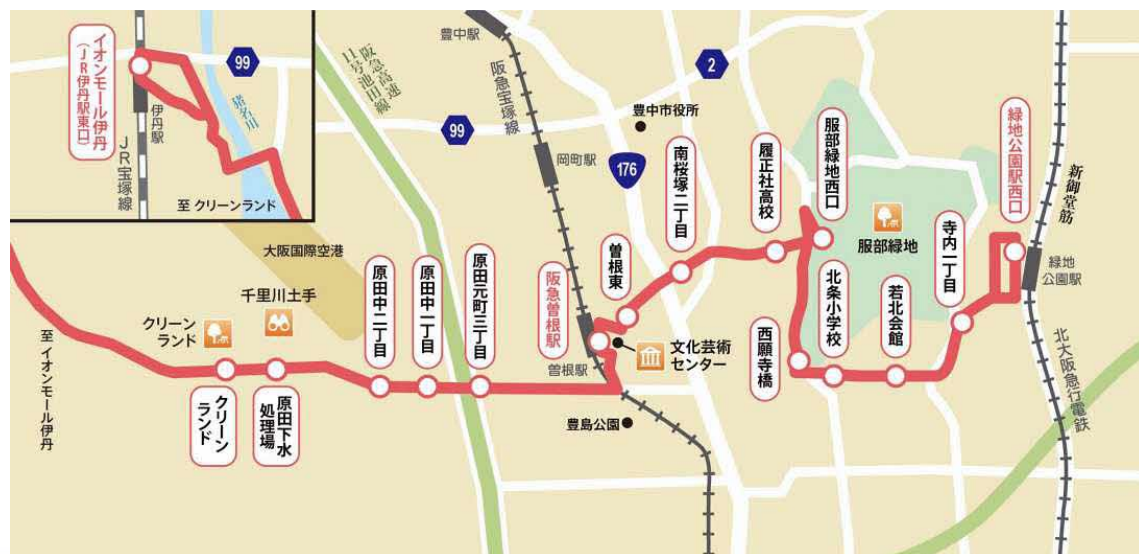 イオンモール伊丹
（JR伊丹駅東口）
99
猪名川
伊丹駅
JR宝塚線
至 クリーンランド
豊中駅
阪急高速
11号池田線
阪急宝塚線
2
99
豊中市役所
岡町駅
176
南桜塚二丁目
履正社高校
服部緑地西口
服部緑地
緑地公園駅西口
新御堂筋
緑地
公園駅
寺内一丁目
大阪国際空港
千里川土手
クリーン
ランド
原田中二丁目
原田中一丁目
原田元町三丁目
阪急曽根駅
曽根東
文化芸術
センター
曽根駅
西願寺橋
北条小学校
若北会館
北大阪急行電鉄
至 イオンモール伊丹
クリーン
ランド
原田下水
処理場
豊島公園